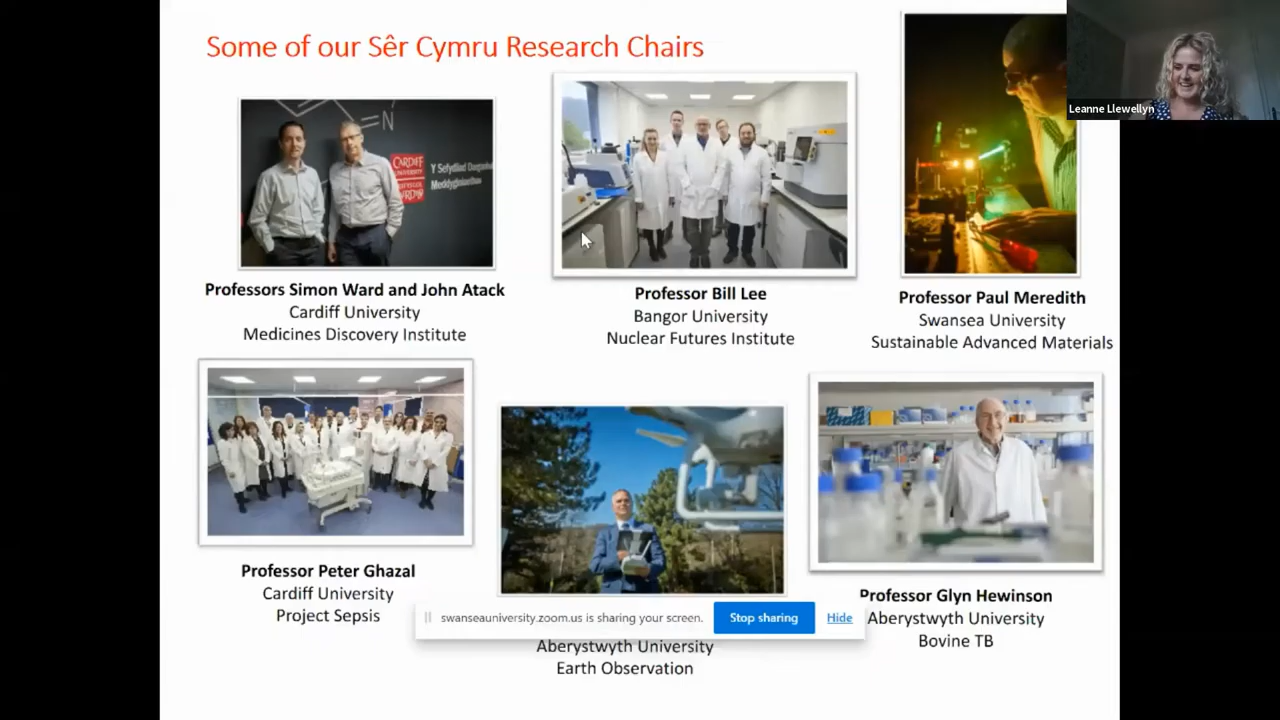 Some of our Sêr Cymru Research Chairs
Leanne Llewellyn
N
CARDIFF
UNIVERSITY
Professors Simon Ward and John Atack
Cardiff University
Medicines Discovery Institute
Professor Bill Lee
Bangor University
Nuclear Futures Institute
Professor Paul Meredith
Swansea University
Sustainable Advanced Materials
Professor Peter Ghazal
Cardiff University
Project Sepsis
swanseauniversity.zoom.us is sharing your screen.
Stop sharing
Hide
Aberystwyth University
Earth Observation
Professor Glyn Hewinson
Aberystwyth University
Bovine TB